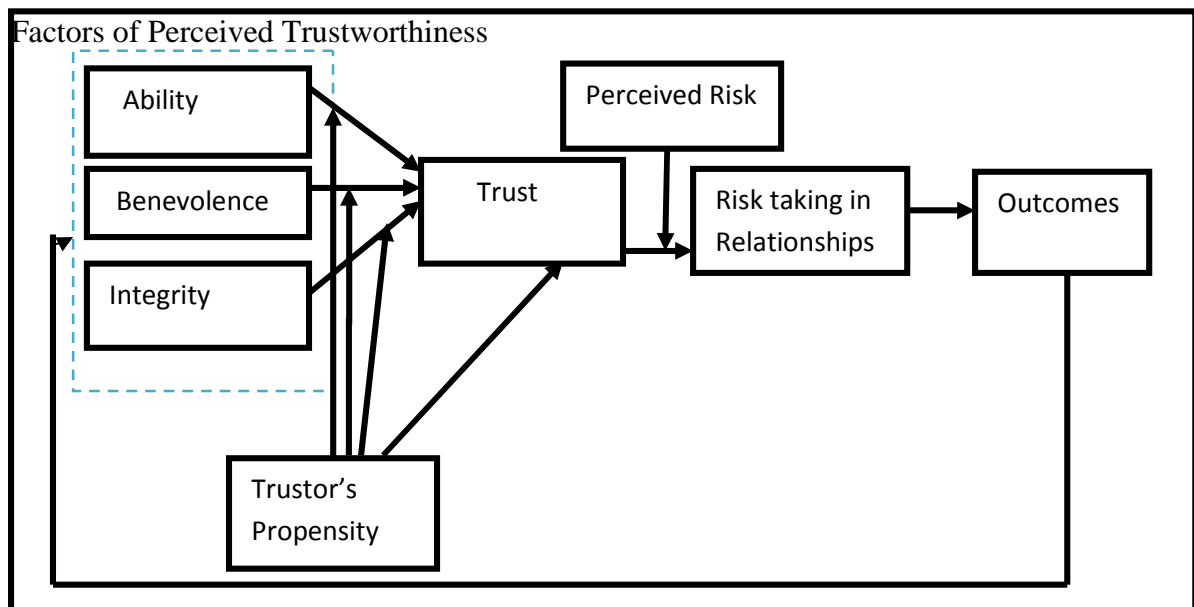 Factors of Perceived Trustworthiness
Ability
Perceived Risk
Benevolence
Trust
Risk taking in
Relationships
Outcomes
Integrity
Trustor’s
Propensity